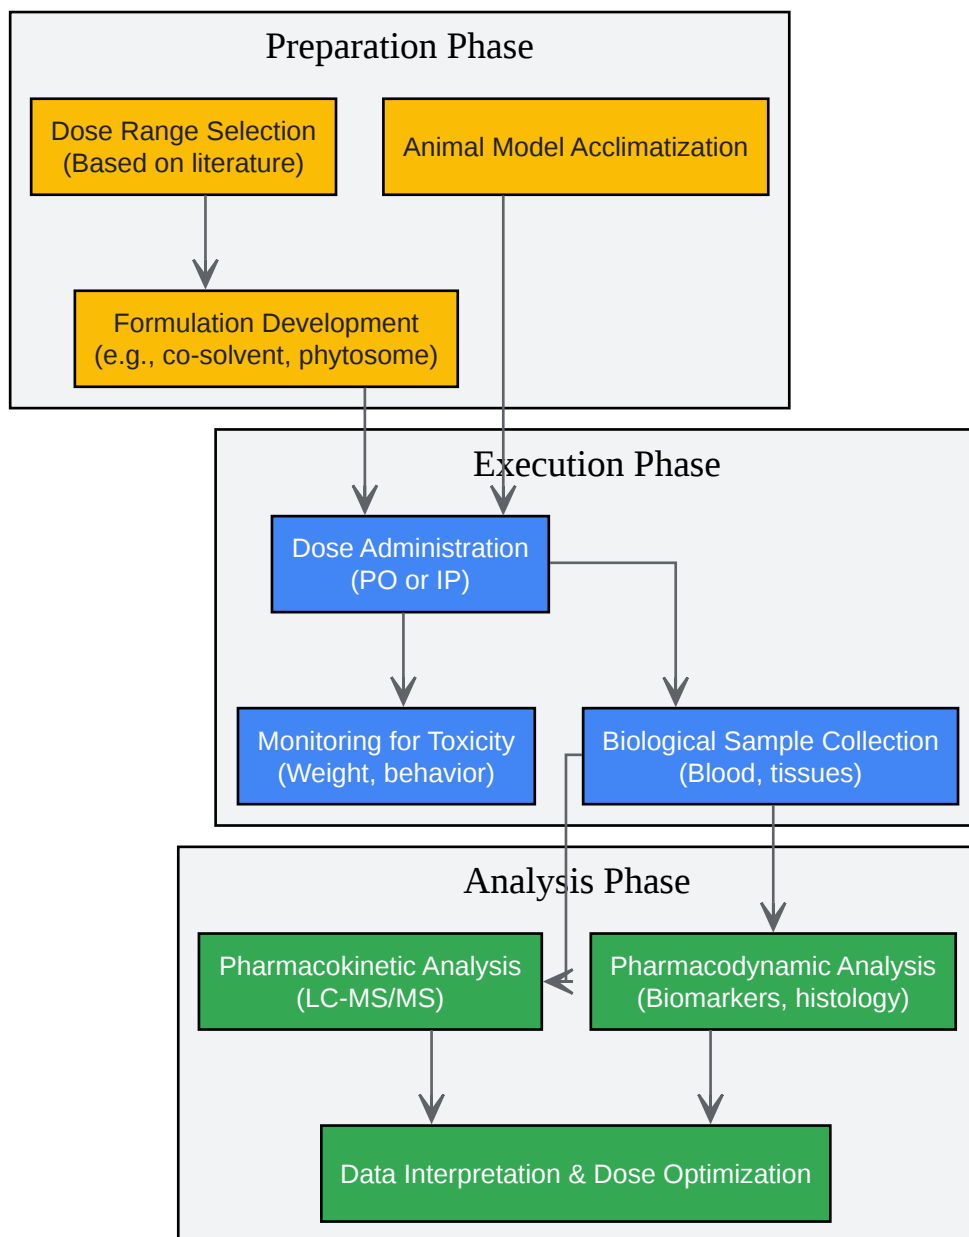 Preparation Phase
Dose Range Selection
(Based on literature)
Animal Model Acclimatization
Formulation Development
(e.g., co-solvent, phytosome)
Execution Phase
Dose Administration
(PO or IP)
Monitoring for Toxicity
(Weight, behavior)
Biological Sample Collection
(Blood, tissues)
Analysis Phase
Pharmacokinetic Analysis
(LC-MS/MS)
Pharmacodynamic Analysis
(Biomarkers, histology)
Data Interpretation & Dose Optimization